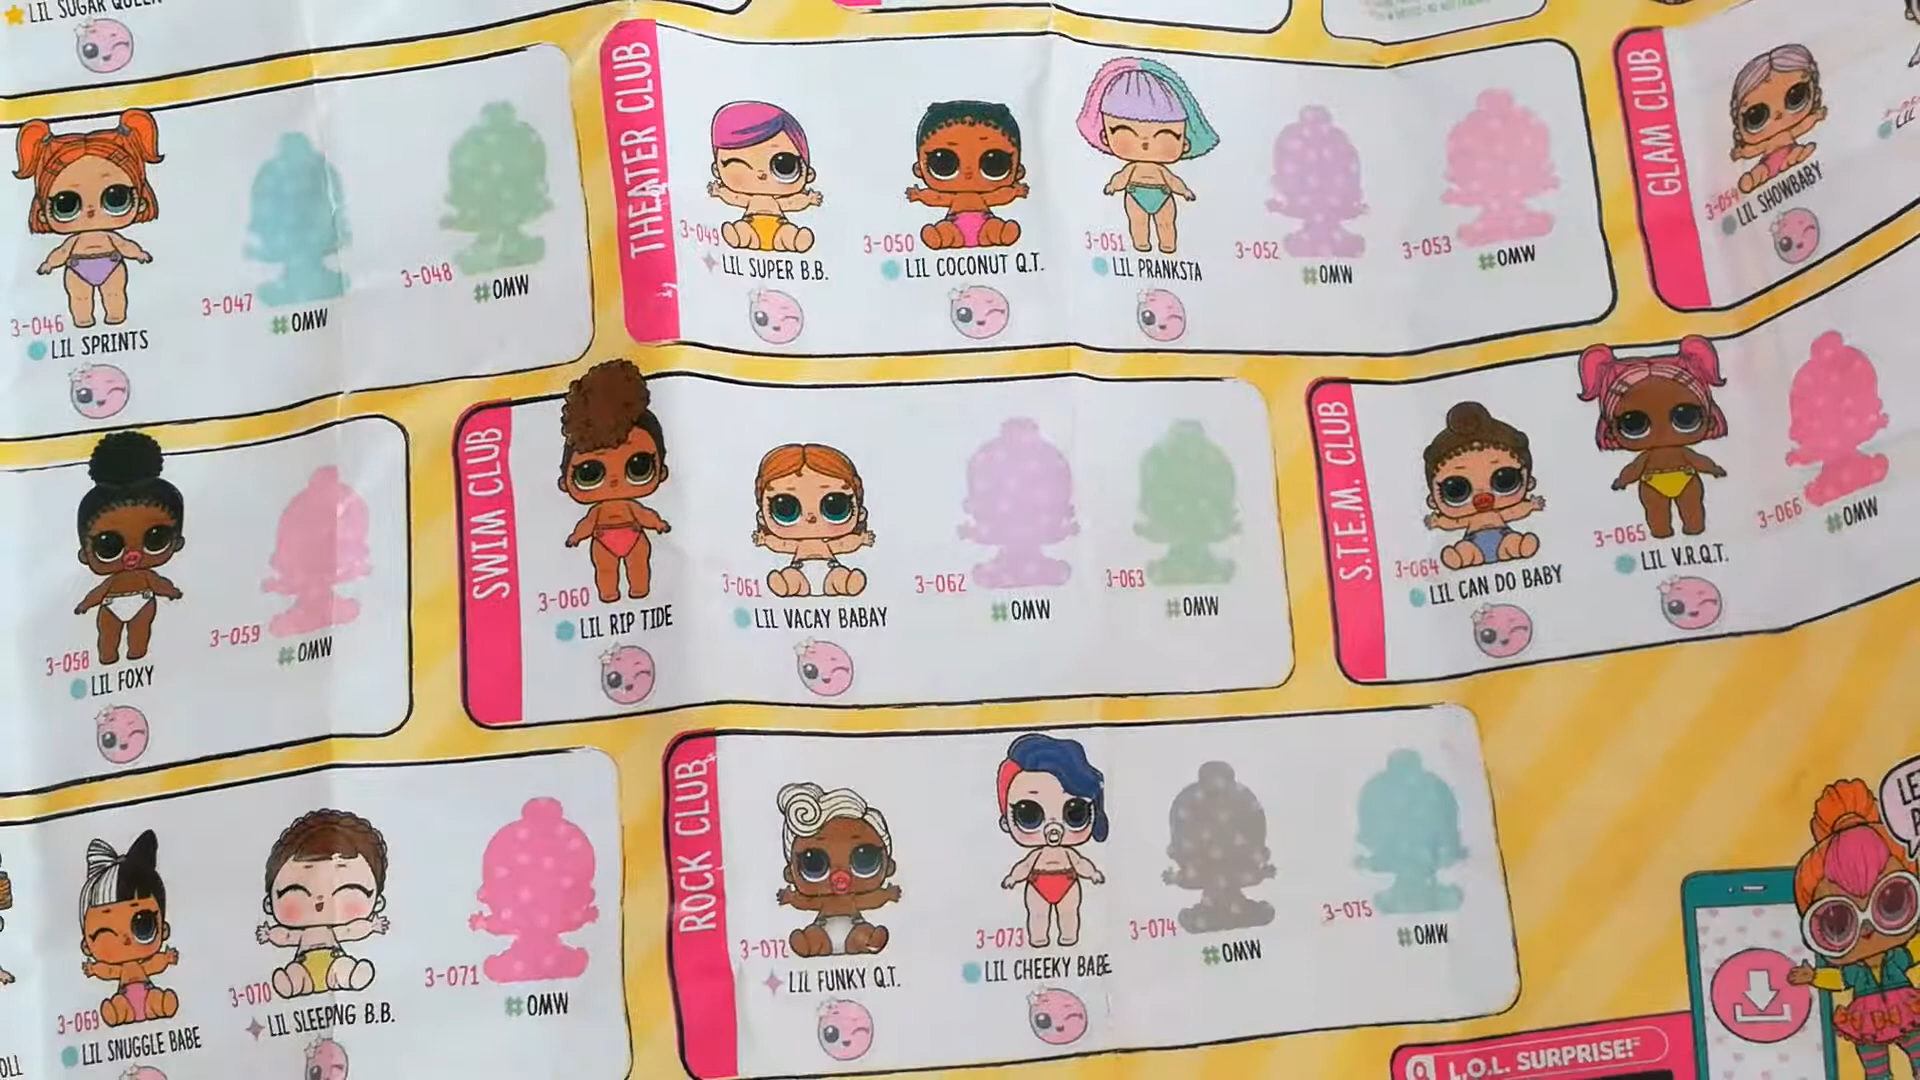 LIL SUGAR QUEEN
3-046
LIL SPRINTS
3-047
#OMW
3-048
#OMW
THEATER CLUB
3-049
LIL SUPER B.B.
3-050
LIL COCONUT Q.T.
3-051
LIL PRANKSTA
3-052
#OMW
3-053
#OMW
GLAM CLUB
3-054
LIL SHOWBABY
LIL
3-058
LIL FOXY
3-059
#OMW
SWIM CLUB
3-060
LIL RIP TIDE
3-061
LIL VACAY BABAY
3-062
#OMW
3-063
#OMW
S.T.E.M. CLUB
3-064
LIL CAN DO BABY
3-065
LIL V.R.Q.T.
3-066
#OMW
OLL
3-069
LIL SNUGGLE BABE
3-070
LIL SLEEPNG B.B.
3-071
#OMW
ROCK CLUB
3-072
LIL FUNKY Q.T.
3-073
LIL CHEEKY BABE
3-074
#OMW
3-075
#OMW
L.O.L. SURPRISE!